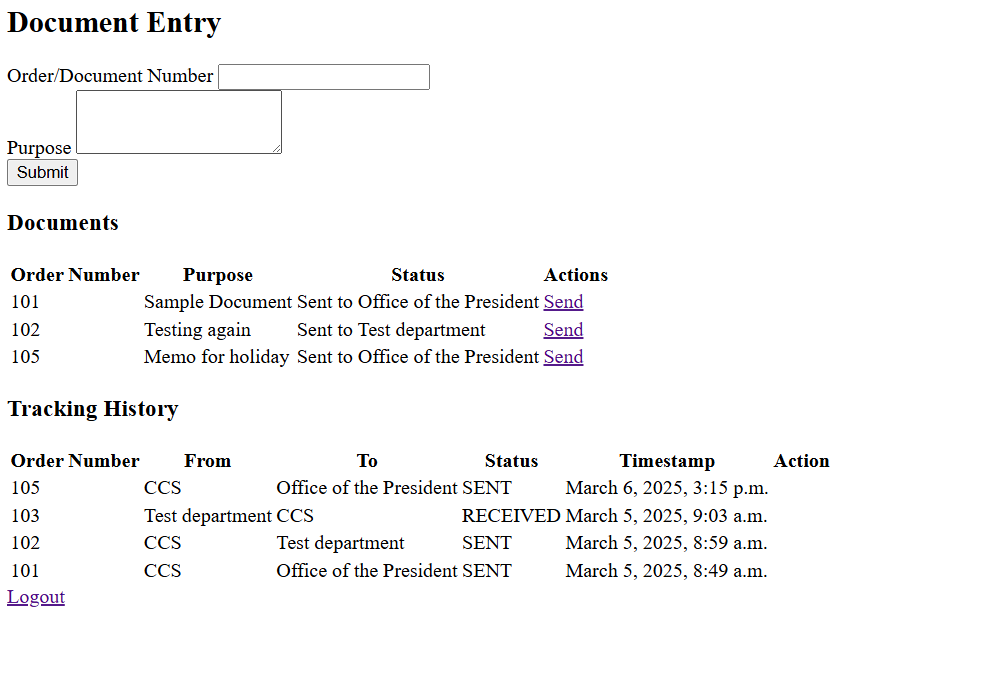 Document Entry
Order/Document Number
Purpose
Submit
Documents
Order Number Purpose Status Actions
101 Sample Document Sent to Office of the President Send
102 Testing again Sent to Test department Send
105 Memo for holiday Sent to Office of the President Send
Tracking History
Order Number From To Status Timestamp Action
105 CCS Office of the President SENT March 6, 2025, 3:15 p.m.
103 Test department CCS RECEIVED March 5, 2025, 9:03 a.m.
102 CCS Test department SENT March 5, 2025, 8:59 a.m.
101 CCS Office of the President SENT March 5, 2025, 8:49 a.m.
Logout